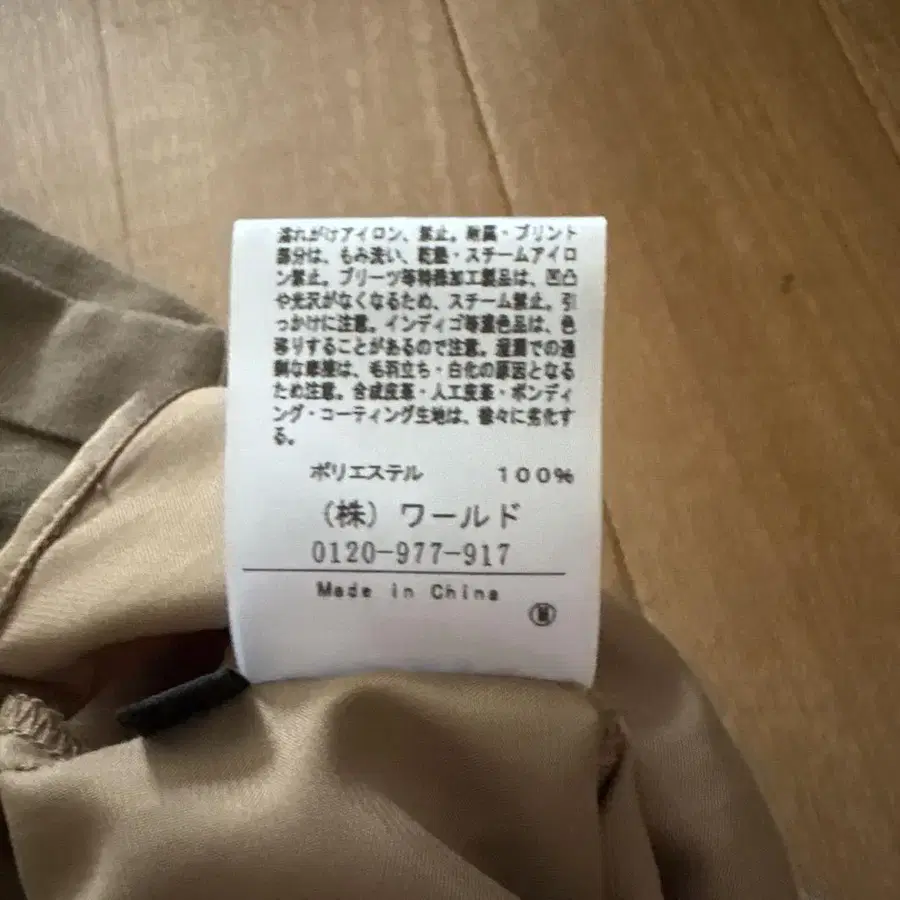 濡れがけアイロン、禁止。耐属・プリント
部分は、もみ洗い、乾燥・スチームアイロ
ン禁止。プリーツ等特殊加工製品は、凹凸
や光沢がなくなるため、スチーム禁止。引
っかけに注意。インディゴ等濃色品は、色
移りすることがあるので注意。湿潤での過
剰な摩擦は、毛羽立ち・白化の原因となる
ため注意。合成皮革・人工皮革・ボンディ
ング・コーティング生地は、徐々に劣化す
る。
ポリエステル 100%
(株)ワールド
0120-977-917
Made in China